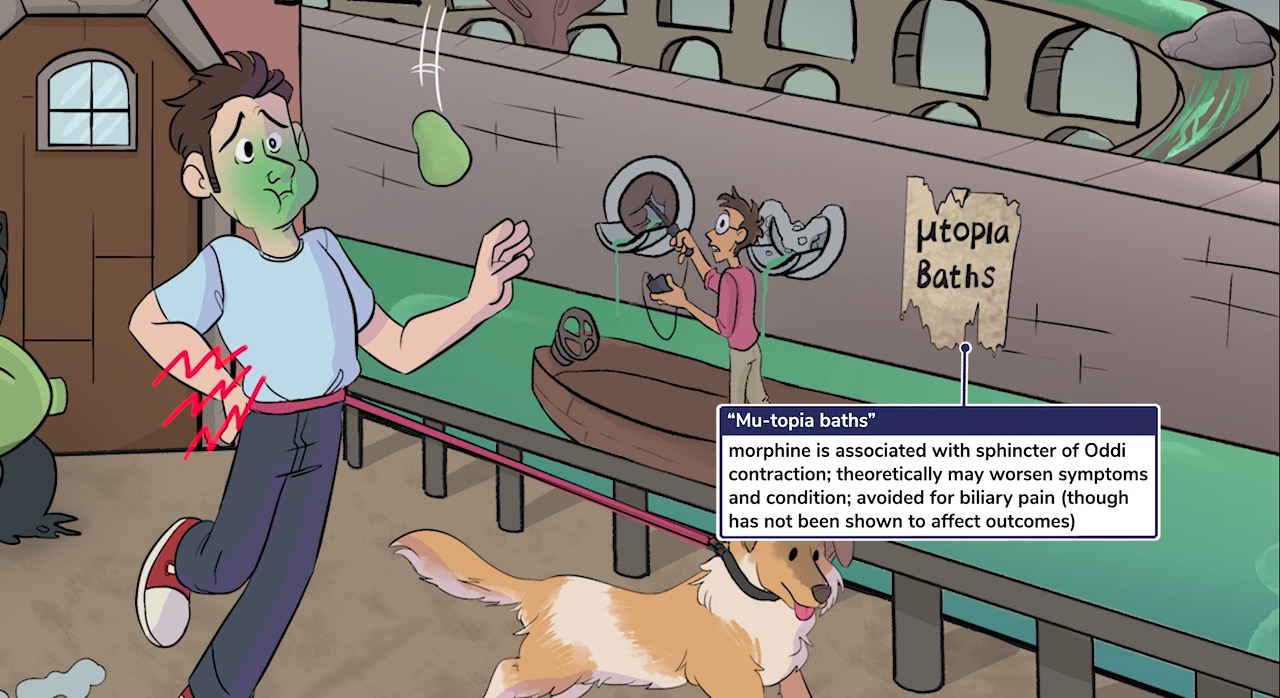 µtopia
Baths
“Mu-topia baths”
morphine is associated with sphincter of Oddi
contraction; theoretically may worsen symptoms
and condition; avoided for biliary pain (though
has not been shown to affect outcomes)